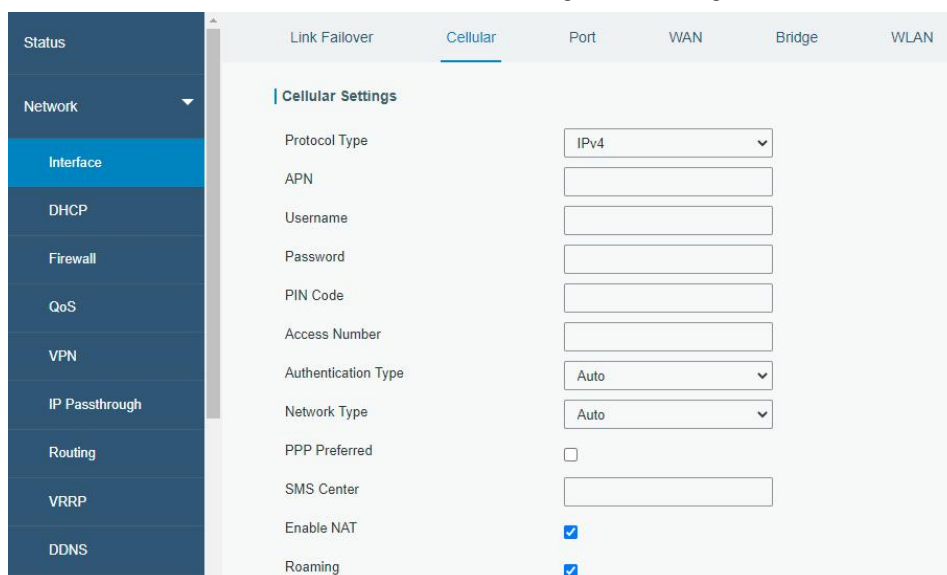 Status
Network
Interface
DHCP
Firewall
QoS
VPN
IP Passthrough
Routing
VRRP
DDNS
Link Failover Cellular Port WAN Bridge WLAN
Cellular Settings
Protocol Type IPv4
APN
Username
Password
PIN Code
Access Number
Authentication Type Auto
Network Type Auto
PPP Preferred
SMS Center
Enable NAT
Roaming